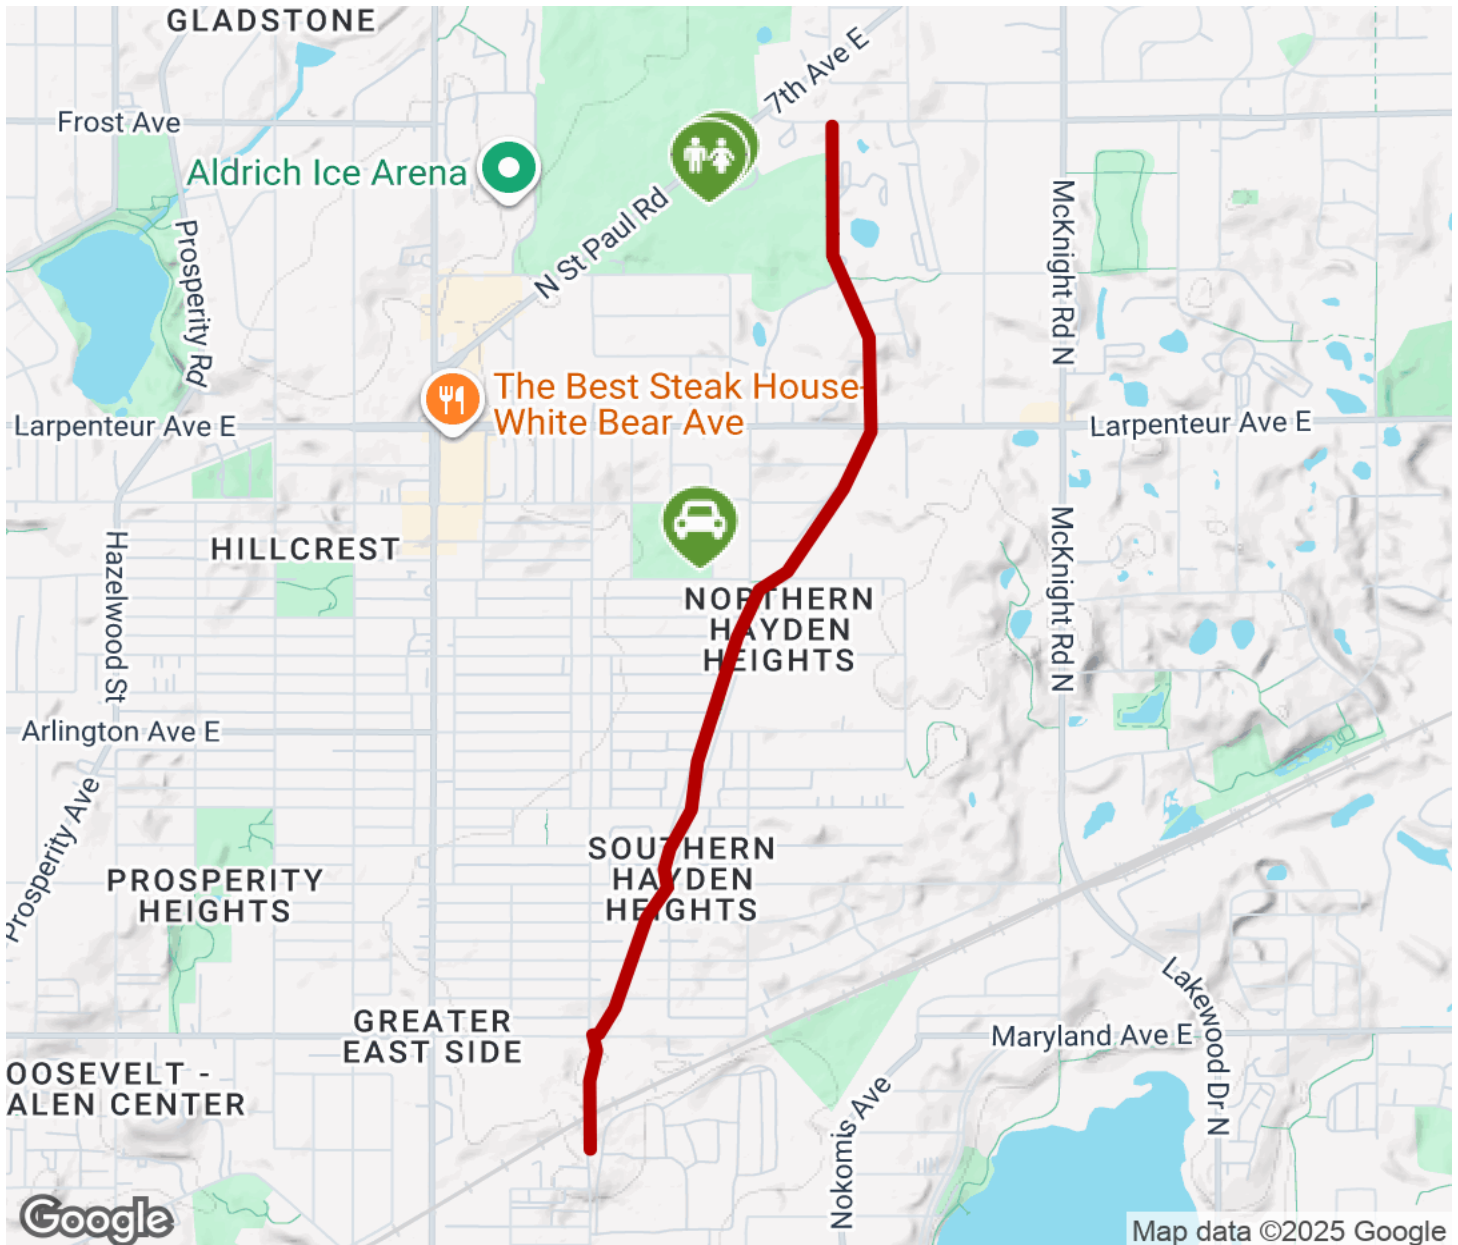 GLADSTONE
7th Ave E
Frost Ave
Aldrich Ice Arena
N St Paul Rd
Prosperity Rd
McKnight Rd N
The Best Steak House-
White Bear Ave
Larpenteur Ave E
Larpenteur Ave E
HILLCREST
Hazelwood St
McKnight Rd N
NORTHERN
HAYDEN
HEIGHTS
Arlington Ave E
Prosperity Ave
SOUTHERN
HAYDEN
HEIGHTS
PROSPERITY
HEIGHTS
Lakewood Dr N
GREATER
EAST SIDE
Maryland Ave E
OOSEVELT -
ALEN CENTER
Nokomis Ave
Google
Map data ©2025 Google